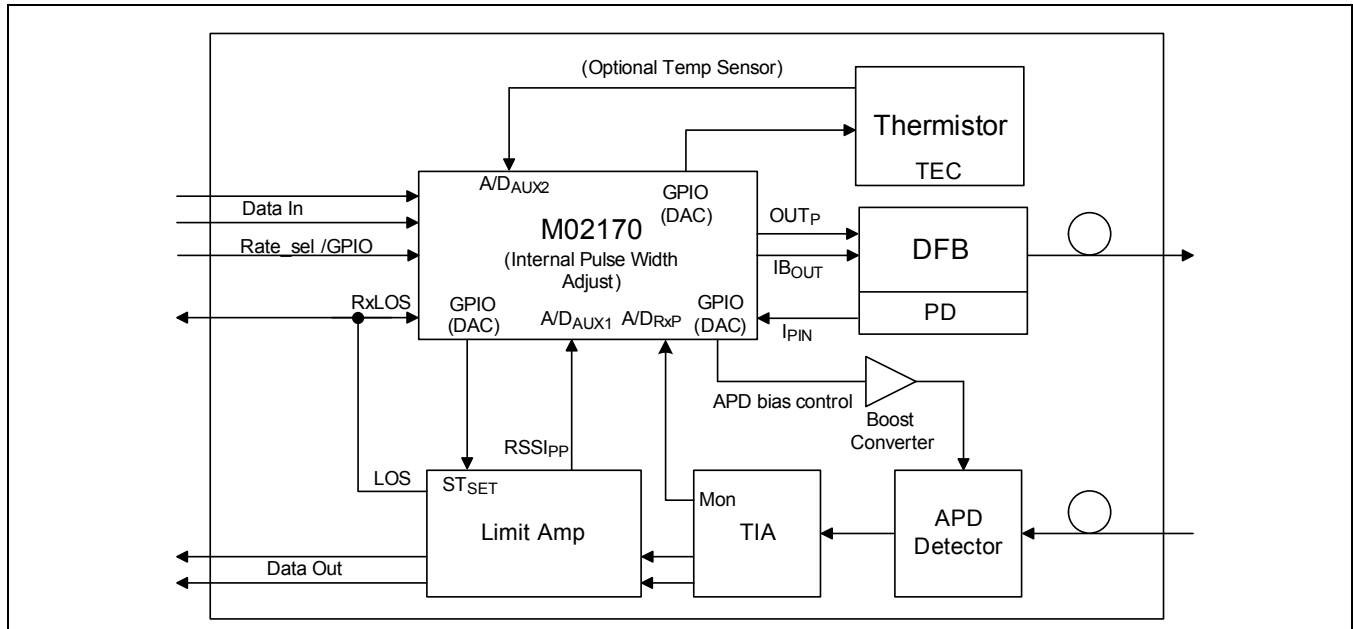 (Optional Temp Sensor)
Thermistor
TEC
A/DAUX2
GPIO
(DAC)
Data In
OUTP
M02170
DFB
Rate_sel /GPIO
(Internal Pulse Width
Adjust)
IBOUT
RxLOS
GPIO
(DAC)
A/DAUX1
A/DRxP
GPIO
(DAC)
PD
IPIN
APD bias control
Boost
Converter
RSSIPP
LOS
STSET
Limit Amp
Mon
TIA
APD
Detector
Data Out